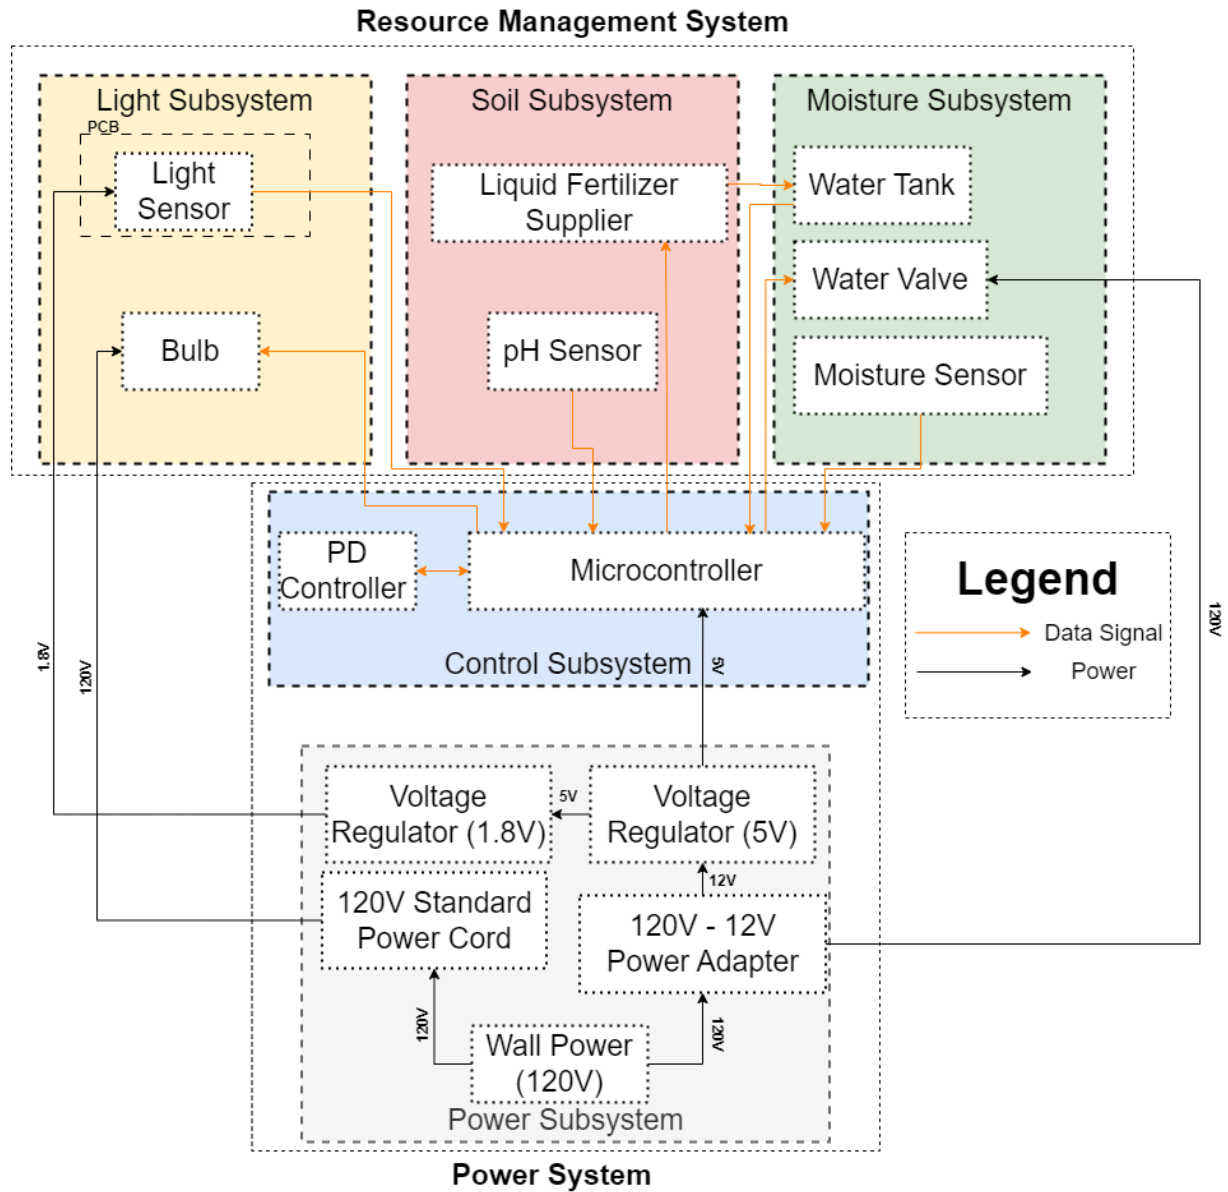 Resource Management System
Light Subsystem
PCB
Light
Sensor
Bulb
Soil Subsystem
Liquid Fertilizer
Supplier
pH Sensor
Moisture Subsystem
Water Tank
Water Valve
Moisture Sensor
PD
Controller
Microcontroller
Control Subsystem
Legend
Data Signal
Power
1.8V
120V
5V
120V
Voltage
Regulator (1.8V)
5V
Voltage
Regulator (5V)
12V
120V Standard
Power Cord
120V - 12V
Power Adapter
120V
120V
Wall Power
(120V)
Power Subsystem
Power System